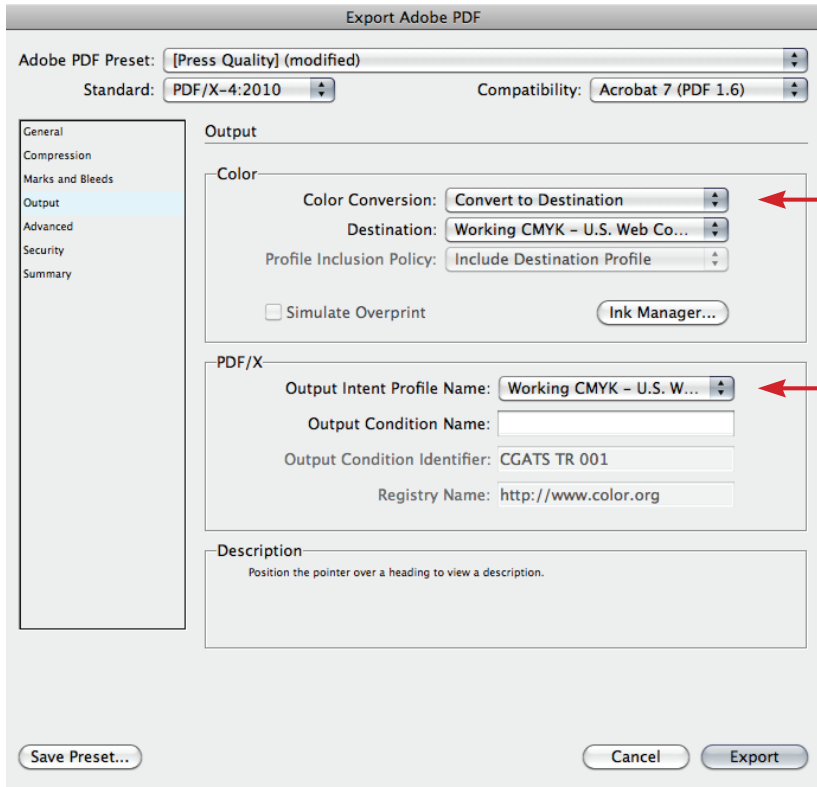 Export Adobe PDF
Adobe PDF Preset: [Press Quality] (modified)
Standard: PDF/X-4:2010 Compatibility: Acrobat 7 (PDF 1.6)
General
Compression
Marks and Bleeds
Output
Advanced
Security
Summary
Output
Color
Color Conversion: Convert to Destination
Destination: Working CMYK – U.S. Web Co...
Profile Inclusion Policy: Include Destination Profile
Simulate Overprint Ink Manager...
PDF/X
Output Intent Profile Name: Working CMYK – U.S. W...
Output Condition Name:
Output Condition Identifier: CGATS TR 001
Registry Name: http://www.color.org
Description
Position the pointer over a heading to view a description.
Save Preset... Cancel Export